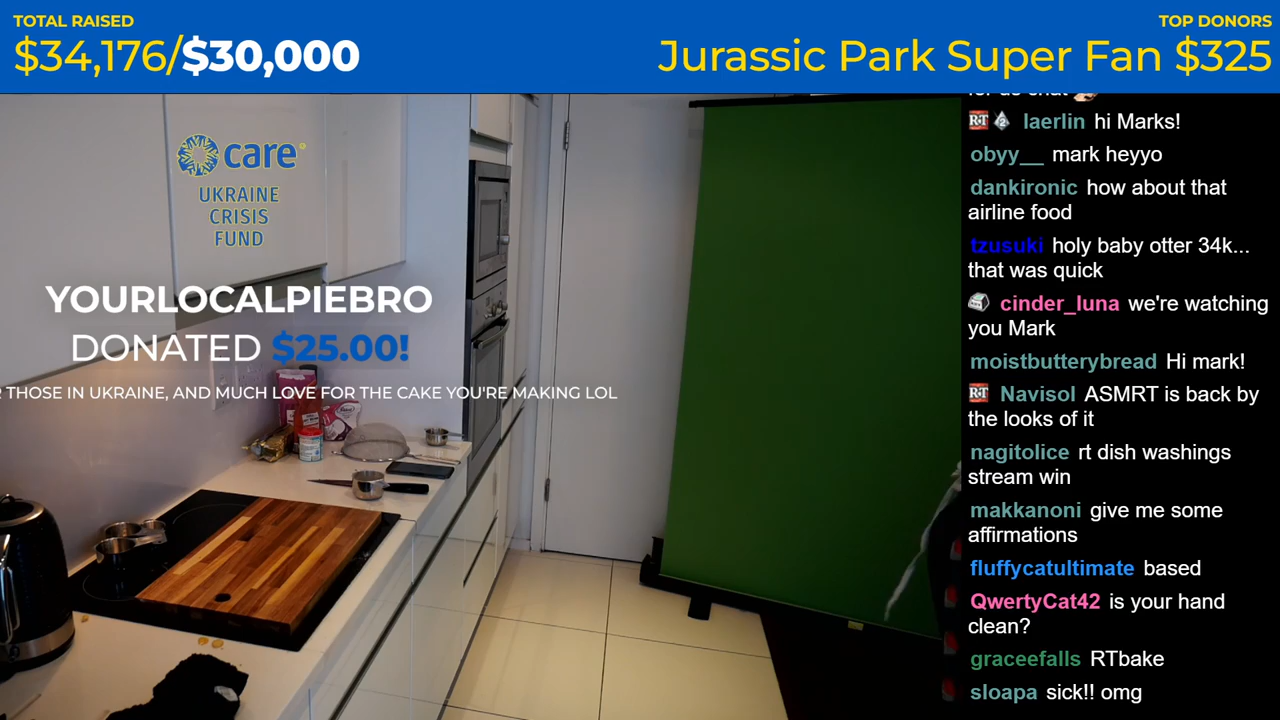 TOTAL RAISED
$34,176/$30,000
TOP DONORS
Jurassic Park Super Fan $325
care
UKRAINE
CRISIS
FUND
YOURLOCALPIEBRO
DONATED $25.00!
THOSE IN UKRAINE, AND MUCH LOVE FOR THE CAKE YOU'RE MAKING LOL
laerlin hi Marks!
obyy__ mark heyyo
dankironic how about that
airline food
tzusuki holy baby otter 34k...
that was quick
cinder_luna we're watching
you Mark
moistbutterybread Hi mark!
RT Navisol ASMRT is back by
the looks of it
nagitolice rt dish washings
stream win
makkanoni give me some
affirmations
fluffycatultimate based
QwertyCat42 is your hand
clean?
graceefalls RTbake
sloapa sick!! omg